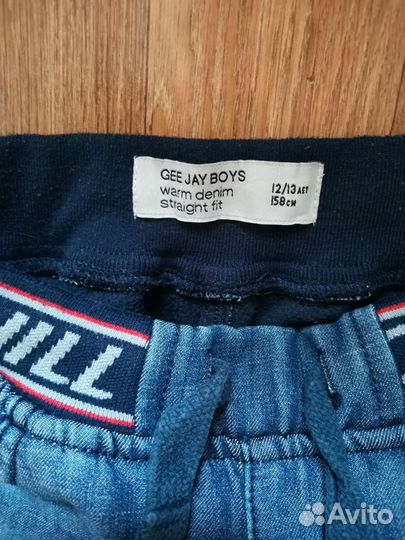 GEE JAY BOYS
warm denim
straight fit
12/13 ЛЕТ
158 СМ
Avito